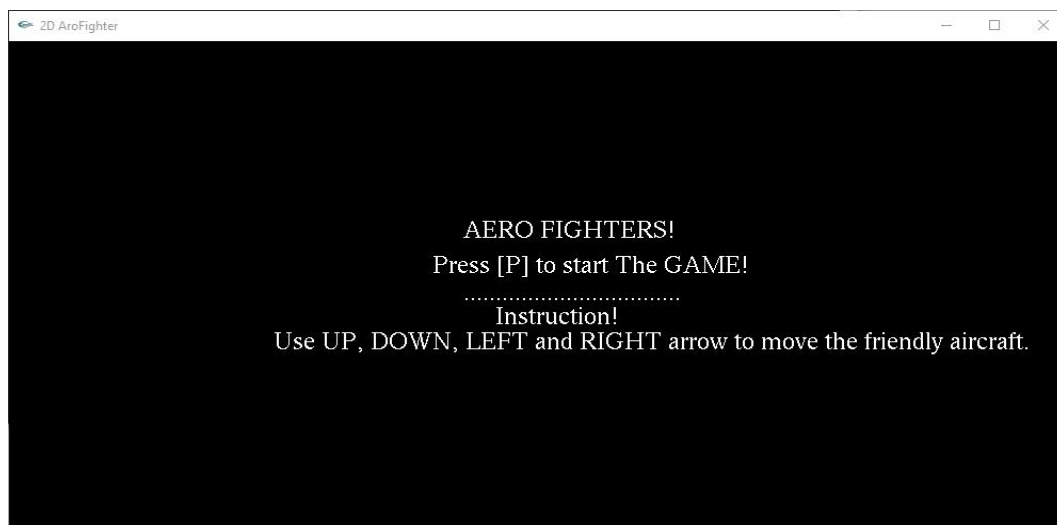 2D AroFighter
AERO FIGHTERS!
Press [P] to start The GAME!
..................................
Instruction!
Use UP, DOWN, LEFT and RIGHT arrow to move the friendly aircraft.